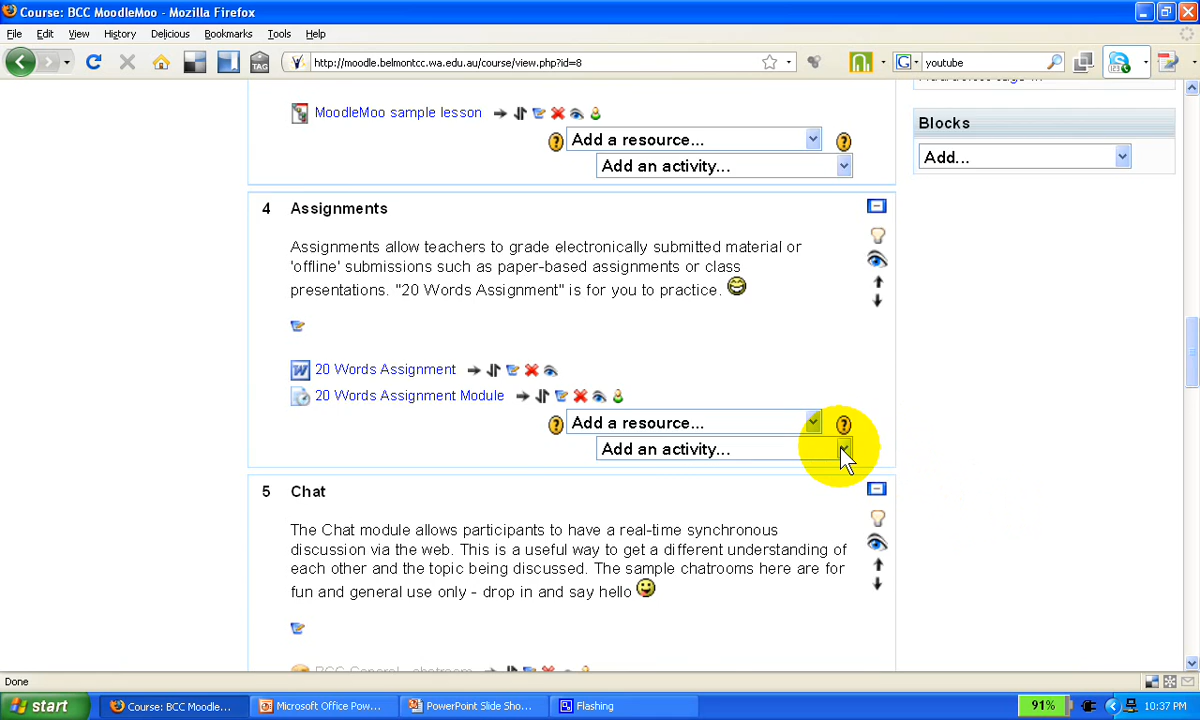 Course: BCC MoodleMoo - Mozilla Firefox
File Edit View History Delicious Bookmarks Tools Help
TAG http://moodle.belmontcc.wa.edu.au/course/view.php?id=8 youtube
MoodleMoo sample lesson
Blocks
Add a resource...
Add...
Add an activity...
4 Assignments
Assignments allow teachers to grade electronically submitted material or
'offline' submissions such as paper-based assignments or class
presentations. "20 Words Assignment" is for you to practice.
20 Words Assignment
20 Words Assignment Module
Add a resource...
Add an activity...
5 Chat
The Chat module allows participants to have a real-time synchronous
discussion via the web. This is a useful way to get a different understanding of
each other and the topic being discussed. The sample chatrooms here are for
fun and general use only - drop in and say hello
BCC General - chatroom
Done
start Course: BCC Moodle... Microsoft Office Pow... PowerPoint Slide Sho... Flashing 91% 10:37 PM